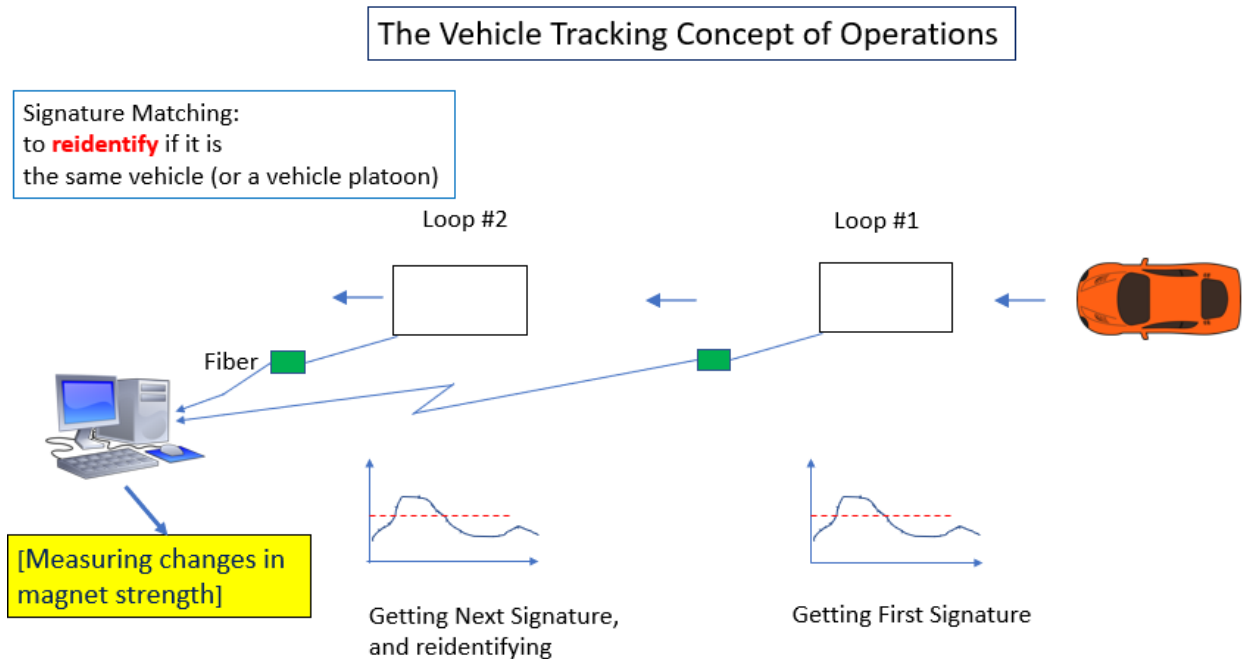 The Vehicle Tracking Concept of Operations
Signature Matching:
to reidentify if it is
the same vehicle (or a vehicle platoon)
Loop #2
Loop #1
Fiber
[Measuring changes in
magnet strength]
Getting Next Signature,
and reidentifying
Getting First Signature